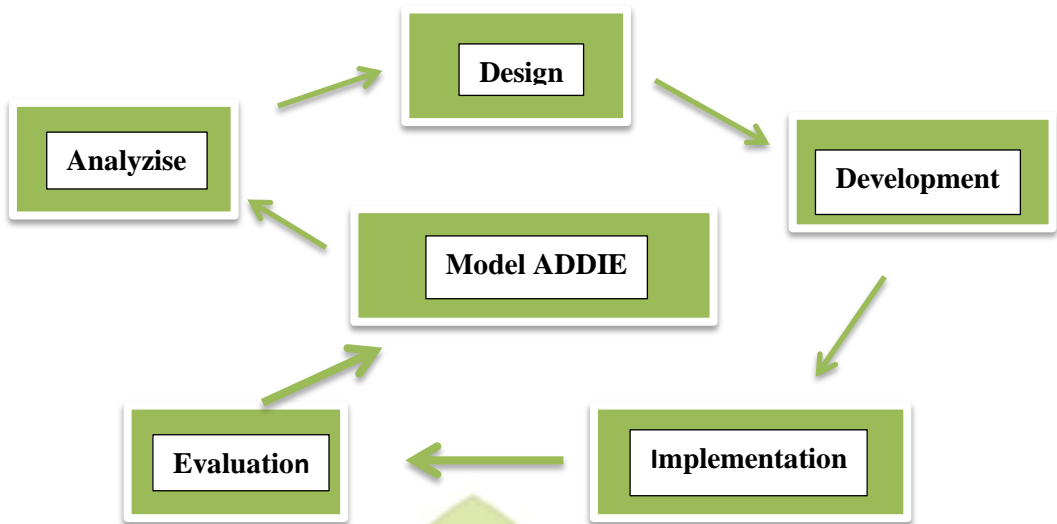 Design
Analyzise
Development
Model ADDIE
Evaluation
Implementation